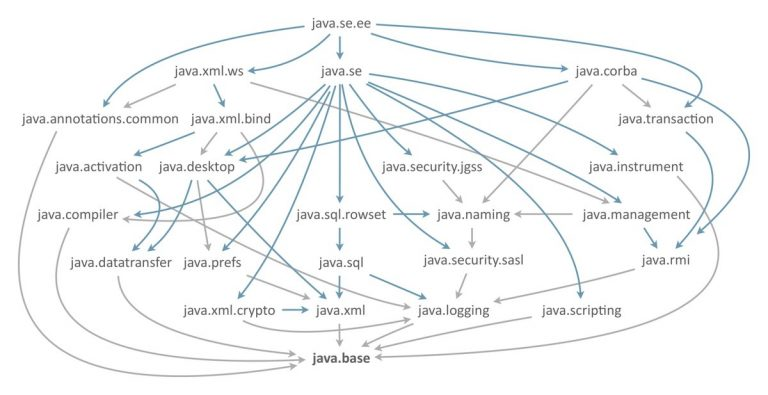 java.se.ee
java.xml.ws java.se java.corba
java.annotations.common java.xml.bind java.transaction
java.activation java.desktop java.security.jgss java.instrument
java.compiler java.sql.rowset java.naming java.management
java.datatransfer java.prefs java.sql java.security.sasl java.rmi
java.xml.crypto java.xml java.logging java.scripting
java.base